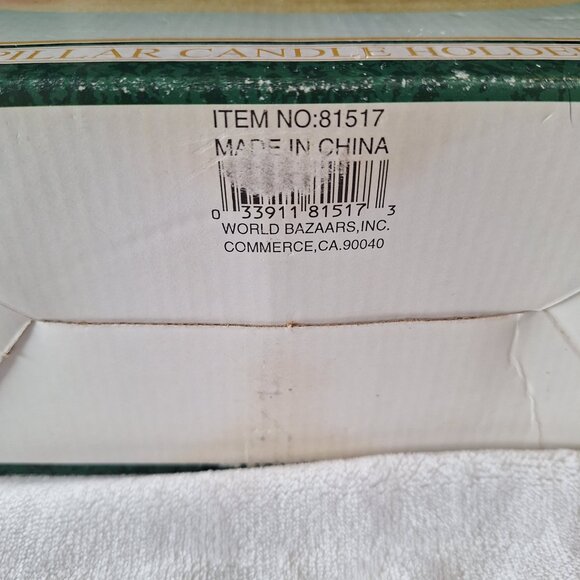 PILLAR CANDLE HOLDER
ITEM NO:81517
MADE IN CHINA
0 33911 81517 3
WORLD BAZAARS,INC.
COMMERCE,CA.90040